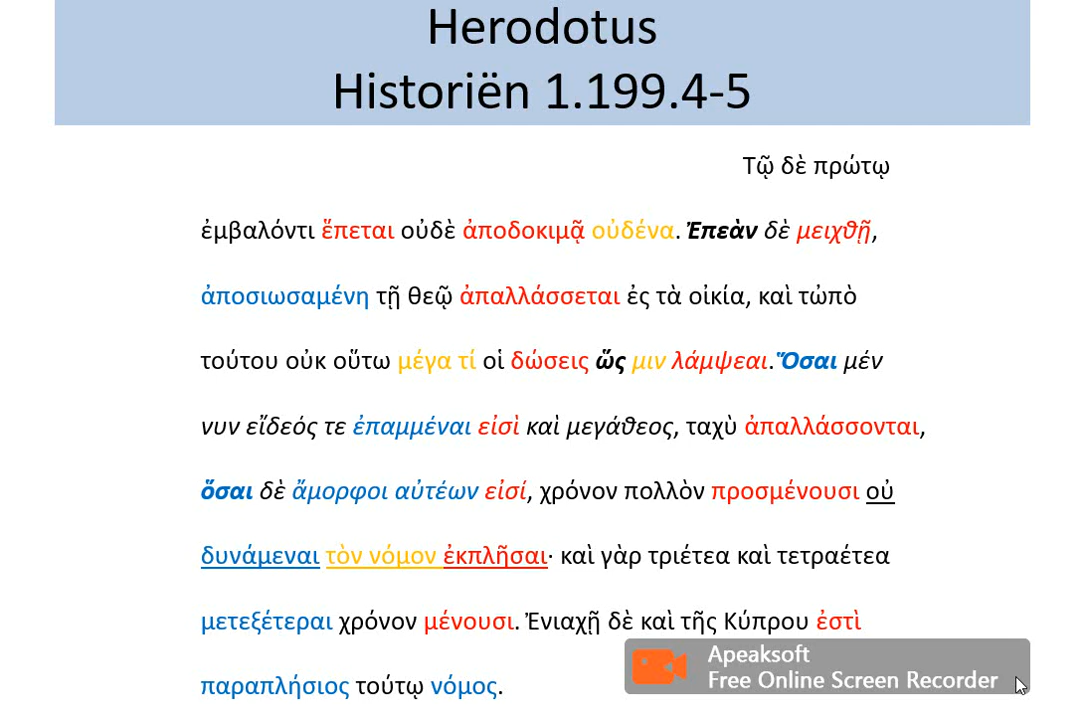 Herodotus
Historiën 1.199.4-5
Τῷ δὲ πρώτῳ
ἐμβαλόντι ἕπεται οὐδὲ ἀποδοκιμᾷ οὐδένα. Ἐπεὰν δὲ μειχθῇ,
ἀποσιωσαμένη τῇ θεῷ ἀπαλλάσσεται ἐς τὰ οἰκία, καὶ τὠπὸ
τούτου οὐκ οὕτω μέγα τί οἱ δώσεις ὥς μιν λάμψεαι. Ὅσαι μέν
νυν εἴδεός τε ἐπαμμέναι εἰσὶ καὶ μεγάθεος, ταχὺ ἀπαλλάσσονται,
ὅσαι δὲ ἄμορφοι αὐτέων εἰσί, χρόνον πολλὸν προσμένουσι οὐ
δυνάμεναι τὸν νόμον ἐκπλῆσαι· καὶ γὰρ τριέτεα καὶ τετραέτεα
μετεξέτεραι χρόνον μένουσι. Ἐνιαχῇ δὲ καὶ τῆς Κύπρου ἐστὶ
παραπλήσιος τούτῳ νόμος.
Apeaksoft
Free Online Screen Recorder